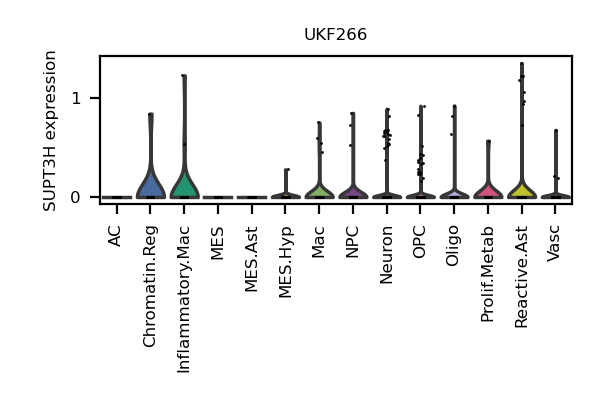 UKF266
SUPT3H expression
1
0
AC
Chromatin.Reg
Inflammatory.Mac
MES
MES.Ast
MES.Hyp
Mac
NPC
Neuron
OPC
Oligo
Prolif.Metab
Reactive.Ast
Vasc